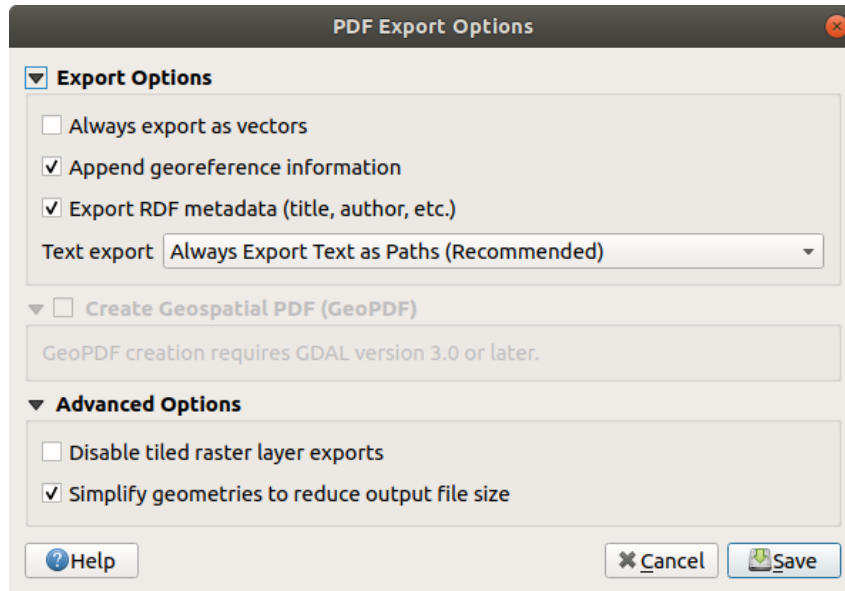 PDF Export Options
Export Options
Always export as vectors
Append georeference information
Export RDF metadata (title, author, etc.)
Text export Always Export Text as Paths (Recommended)
Create Geospatial PDF (GeoPDF)
GeoPDF creation requires GDAL version 3.0 or later.
Advanced Options
Disable tiled raster layer exports
Simplify geometries to reduce output file size
Help Cancel Save